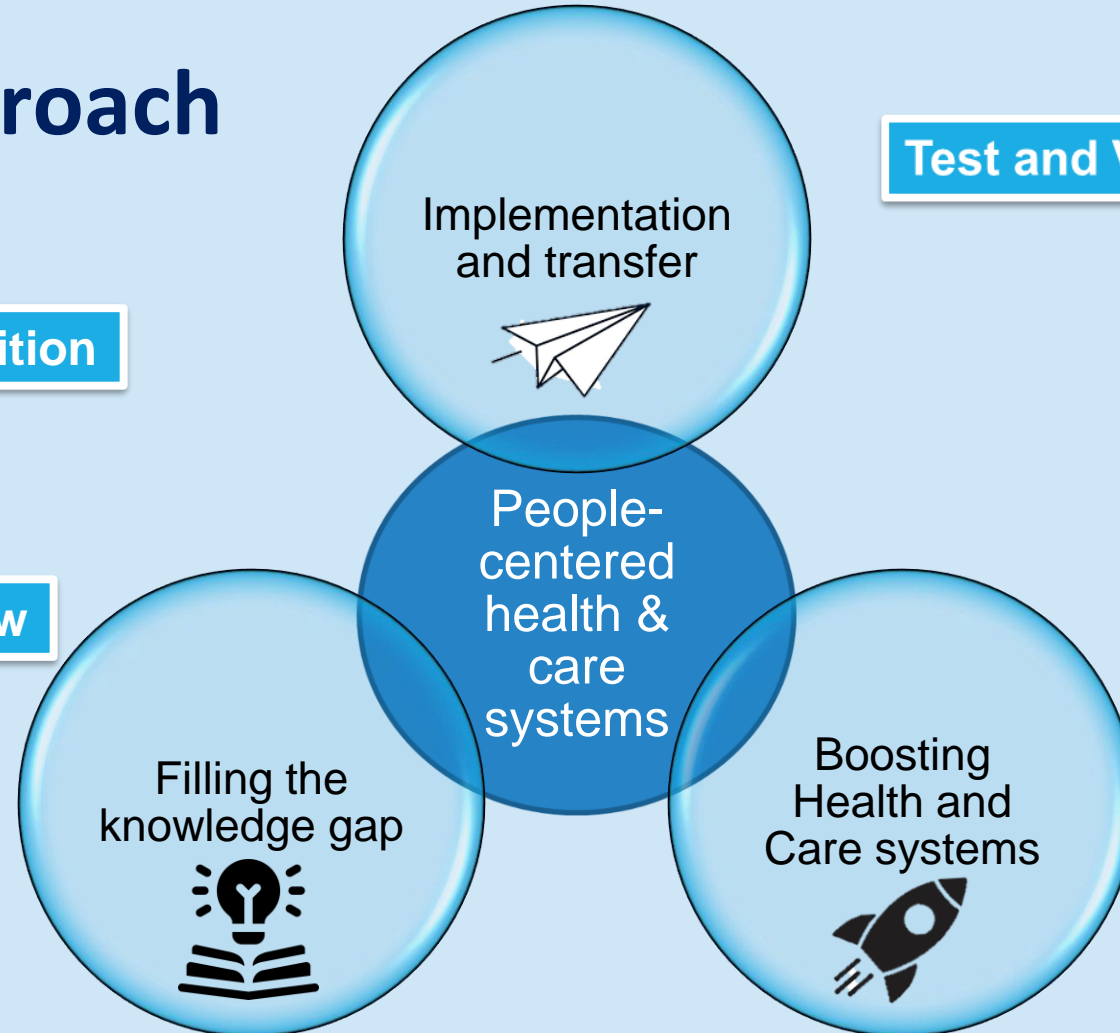 roach
Test and V
Implementation
and transfer
ition
People-
centered
health &
care
systems
w
Filling the
knowledge gap
Boosting
Health and
Care systems